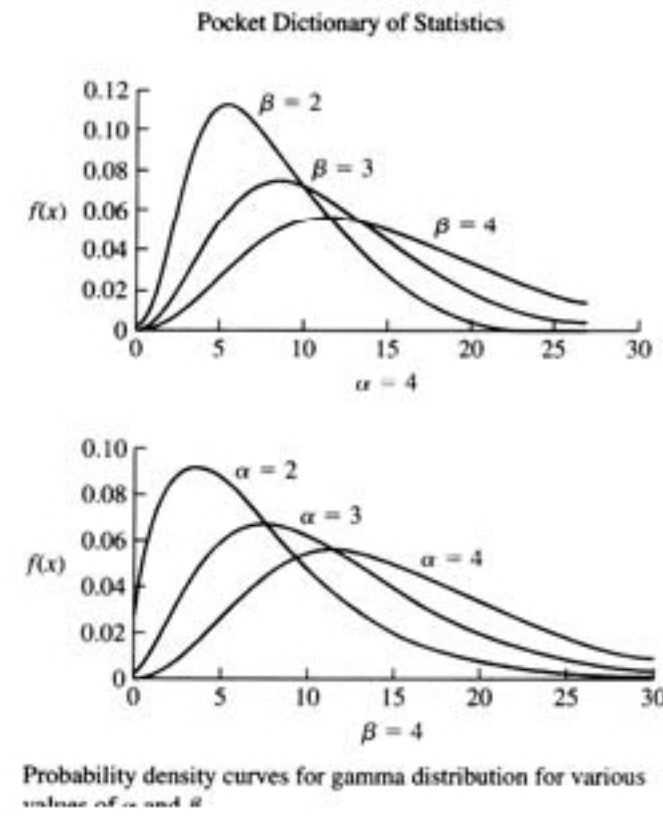 Pocket Dictionary of Statistics
0.12
β = 2
0.10
0.08
β = 3
f(x) 0.06
β = 4
0.04
0.02
0
0 5 10 15 20 25 30
α = 4
0.10
α = 2
0.08
α = 3
0.06
f(x)
α = 4
0.04
0.02
0
0 5 10 15 20 25 30
β = 4
Probability density curves for gamma distribution for various
values of α and β